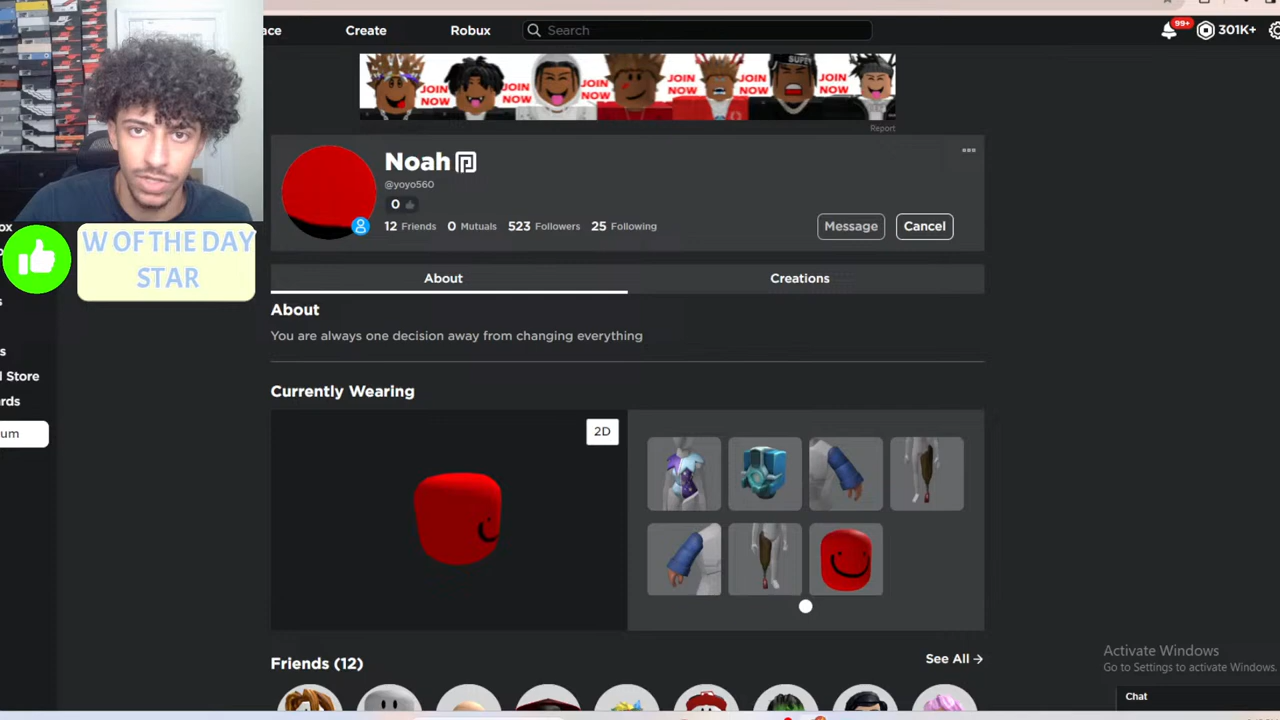 ace Create Robux Search 99+ 301K+
JOIN NOW JOIN NOW JOIN NOW JOIN NOW JOIN NOW JOIN NOW
SUPER
Report
Noah
@yoyo560
0
12 Friends 0 Mutuals 523 Followers 25 Following
Message Cancel
W OF THE DAY
STAR
About Creations
About
You are always one decision away from changing everything
Currently Wearing
2D
ox
s
s
l Store
rds
um
Friends (12)
See All →
Activate Windows
Go to Settings to activate Windows.
Chat